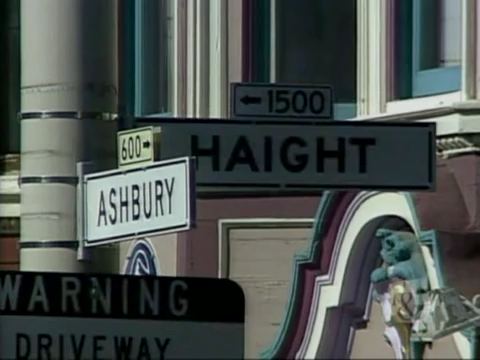 ← 1500
HAIGHT
600 →
ASHBURY
WARNING
DRIVEWAY